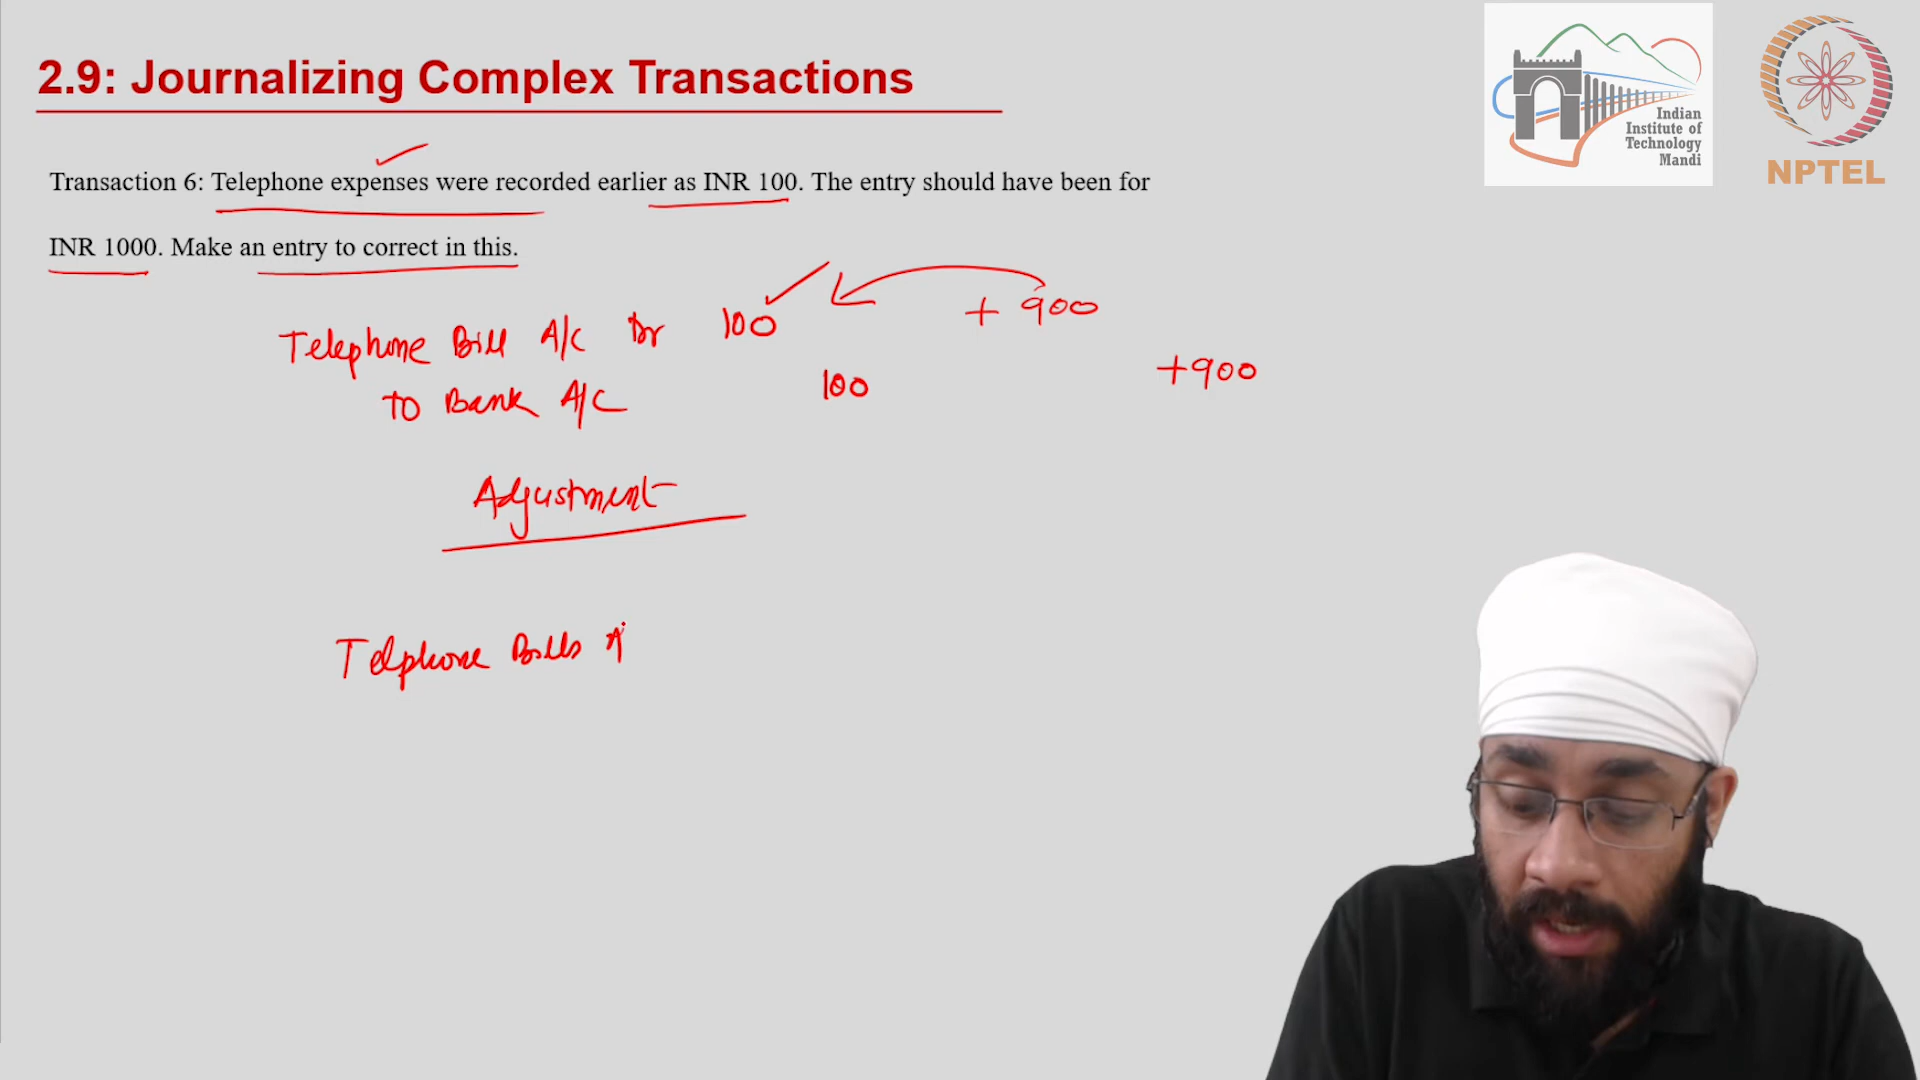 2.9: Journalizing Complex Transactions
Indian
Institute of
Technology
Mandi
NPTEL
Transaction 6: Telephone expenses were recorded earlier as INR 100. The entry should have been for
INR 1000. Make an entry to correct in this.
Telephone Bill A/c Dr 100 + 900
To Bank A/C 100 +900
Adjustment
Telphone Bills A